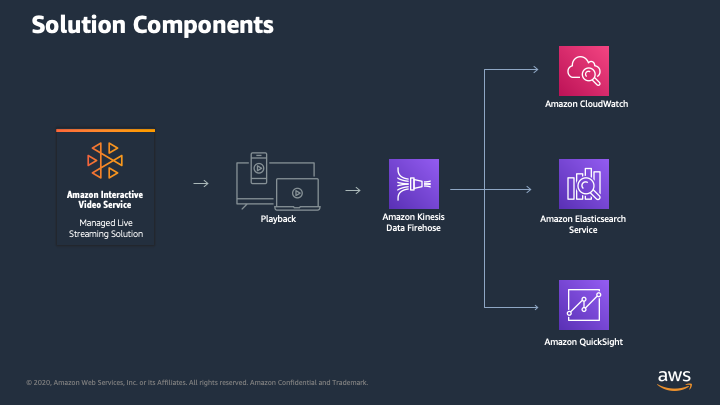 Solution Components
Amazon CloudWatch
Amazon Interactive
Video Service
Managed Live
Streaming Solution
Playback
Amazon Kinesis
Data Firehose
Amazon Elasticsearch
Service
Amazon QuickSight
© 2020, Amazon Web Services, Inc. or its Affiliates. All rights reserved. Amazon Confidential and Trademark.
aws